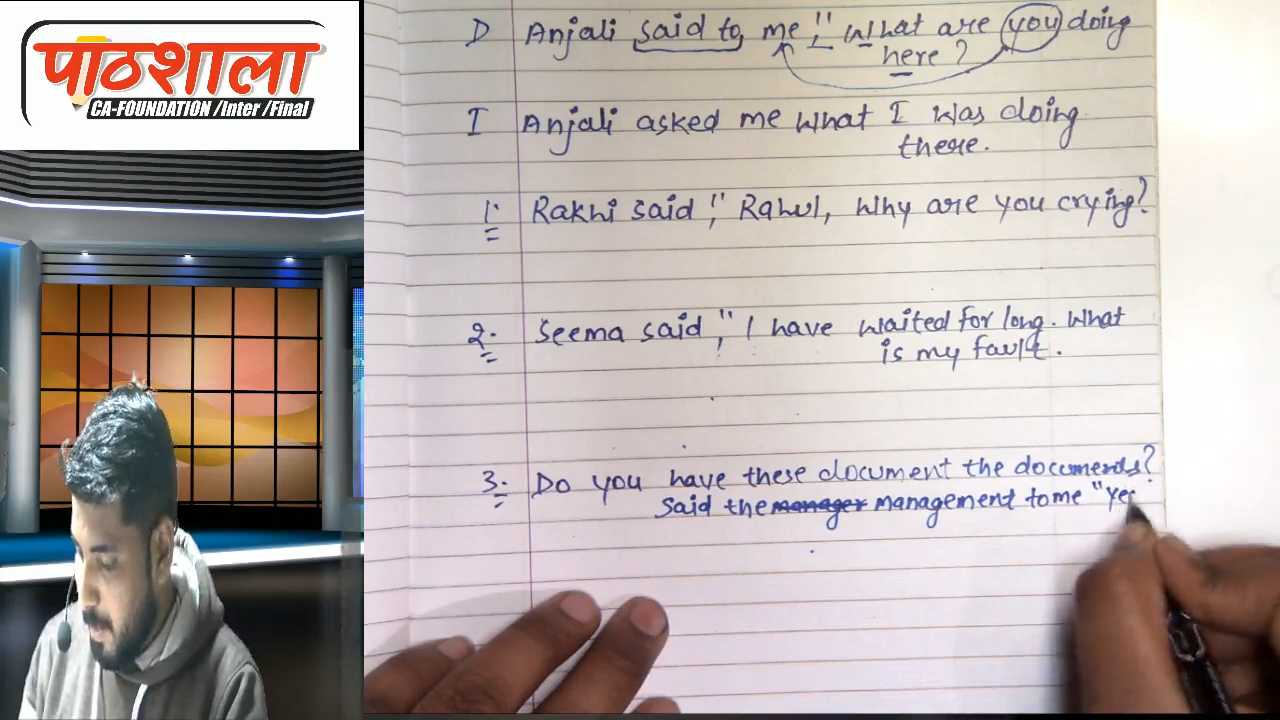 पाठशाला
CA-FOUNDATION /Inter /Final
D Anjali said to me, " What are you doing
here ?
I Anjali asked me what I was doing
there.
1. Rakhi said, " Rahul, Why are you crying?
2. Seema said, " I have waited for long. What
is my fault.
3. Do you have these document the documents?
Said the manager management to me "Yes